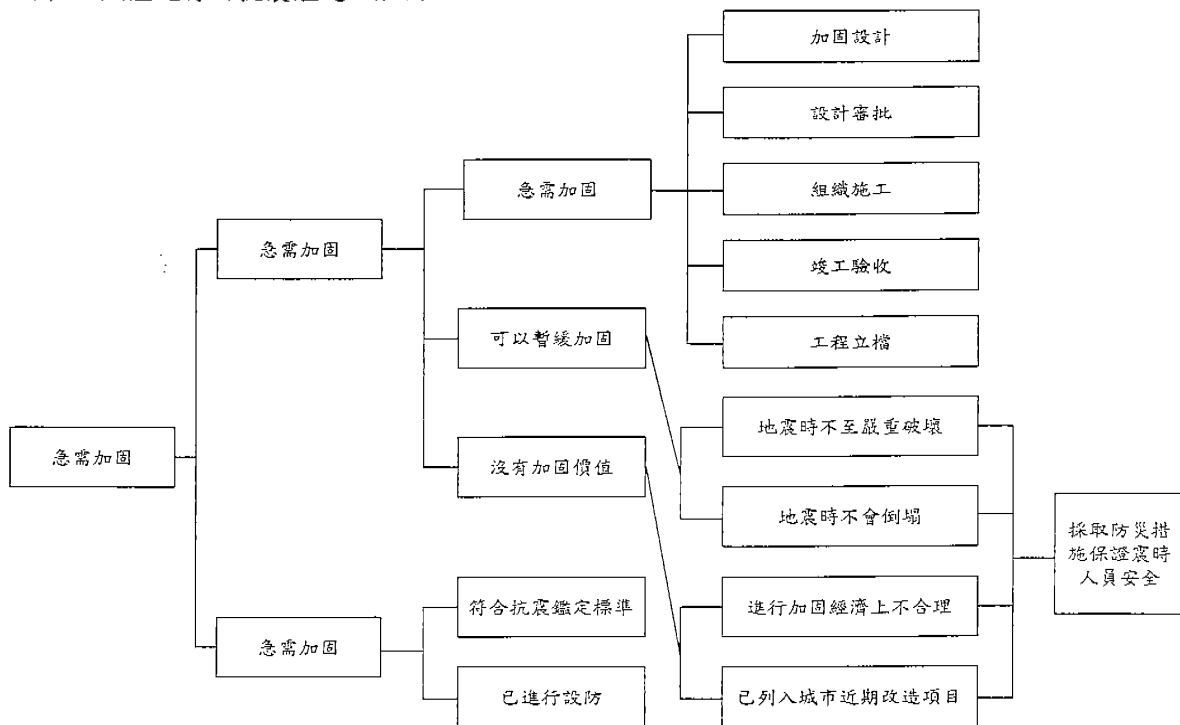 加固設計
設計審批
急需加固
組織施工
急需加固
竣工驗收
可以暫緩加固
工程立檔
地震時不至嚴重破壞
急需加固
沒有加固價值
地震時不會倒塌
採取防災措
施保證震時
人員安全
符合抗震鑑定標準
進行加固經濟上不合理
急需加固
已進行設防
已列入城市近期改造項目